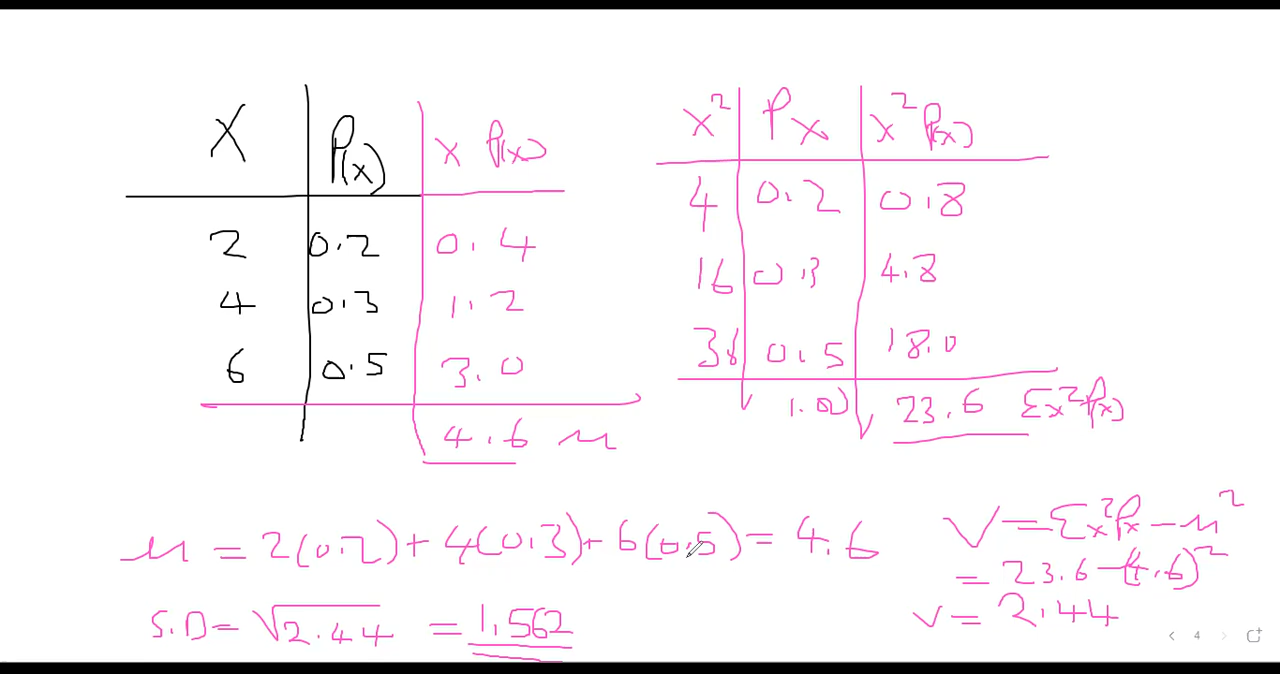 X P(x) x P(x)
2 0.2 0.4
4 0.3 1.2
6 0.5 3.0
4.6 μ
x² Px x² P(x)
4 0.2 0.8
16 0.3 4.8
36 0.5 18.0
1.00 23.6 Σx²P(x)
μ = 2(0.2) + 4(0.3) + 6(0.5) = 4.6
S.D = √2.44 = 1.562
V = Σx²Px - μ²
= 23.6 - (4.6)²
V = 2.44
4